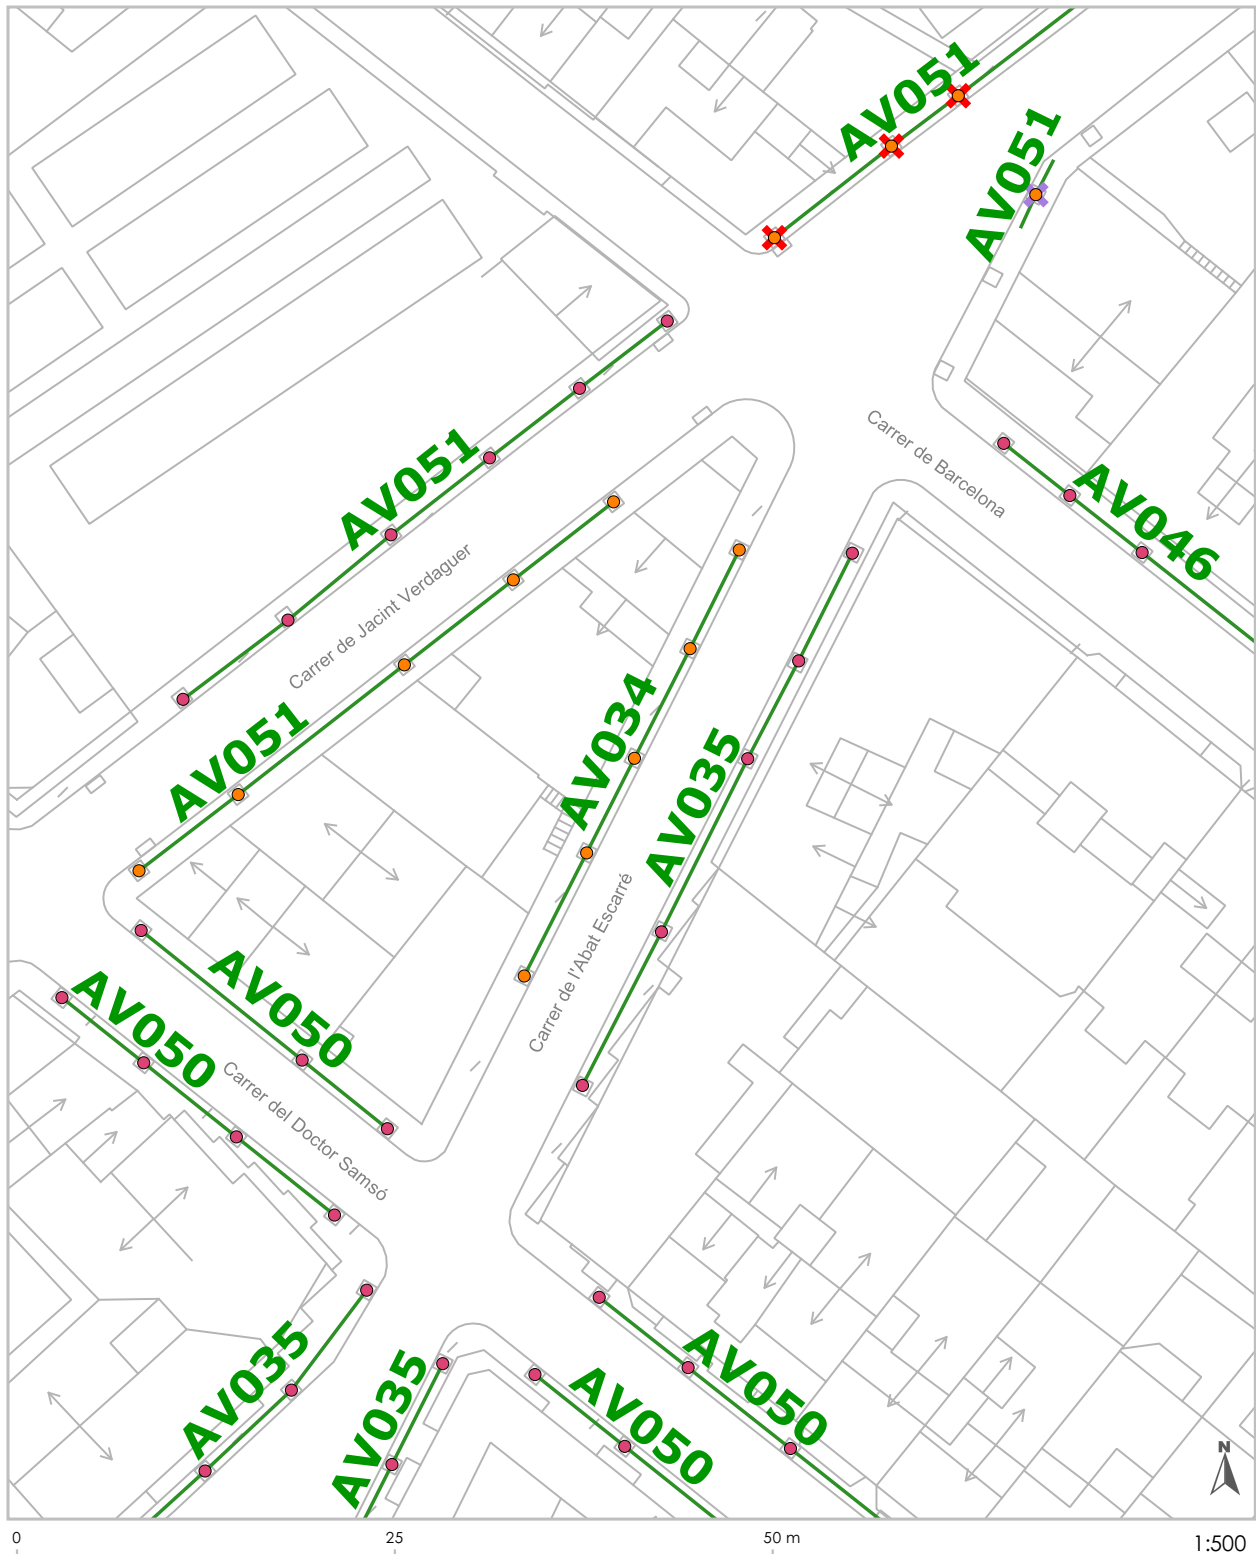 AV051
AV051
Carrer de Barcelona
AV051
AV046
Carrer de Jacint Verdaguer
AV051
AV034
AV035
Carrer de l'Abat Escarré
AV050
AV050
Carrer del Doctor Samsó
AV035
AV035
AV050
AV050
N
0 25 50 m
1:500